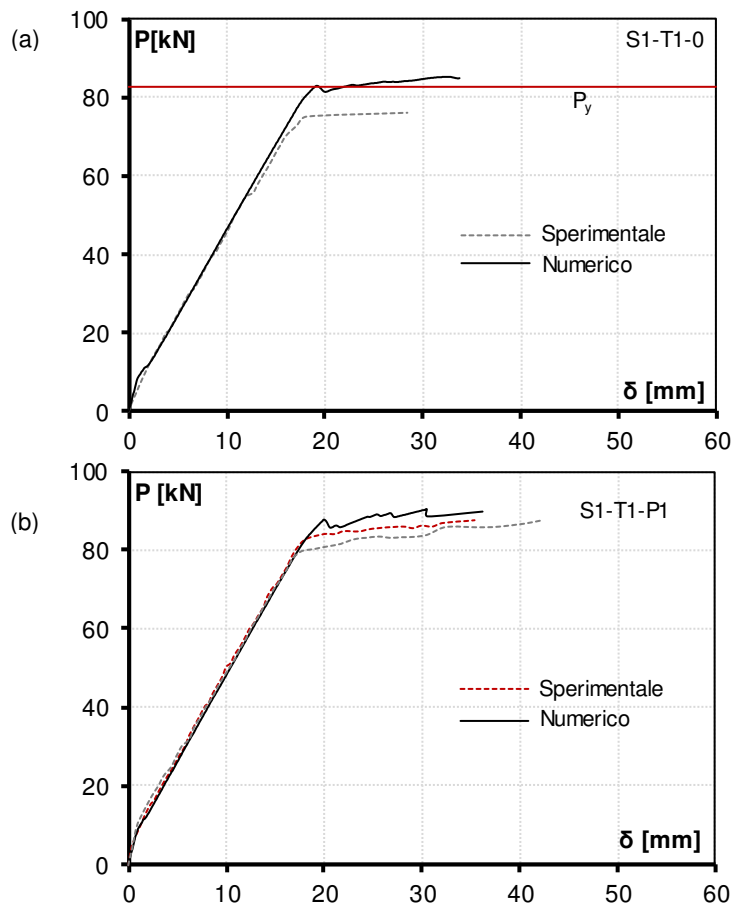 (a)
P[kN]
S1-T1-0
100
80
60
40
20
0
Py
Sperimentale
Numerico
δ [mm]
0 10 20 30 40 50 60
(b)
P [kN]
S1-T1-P1
100
80
60
40
20
0
Sperimentale
Numerico
δ [mm]
0 10 20 30 40 50 60